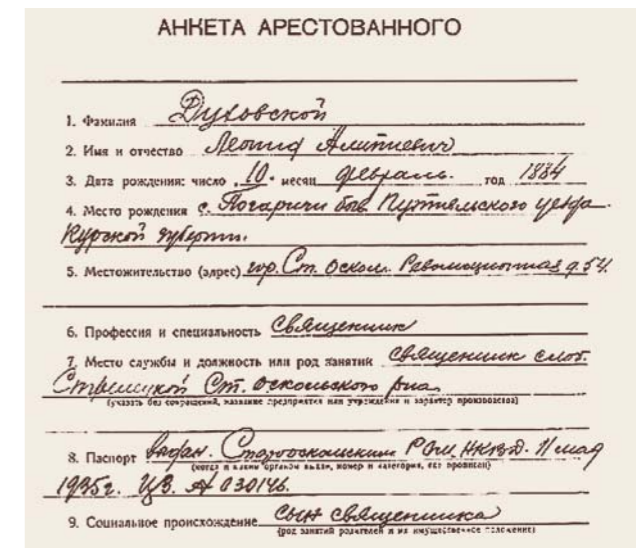 АНКЕТА АРЕСТОВАННОГО
1. Фамилия Духовской
2. Имя и отчество Леонид Алипиевич
3. Дата рождения: число 10. месяц февраль. год 1884
4. Место рождения с. Погаричи быв Путивльского уезда
Курской губернии.
5. Местожительство (адрес) гор. Ст. Оскол. Революционная д. 54.
6. Профессия и специальность Священник
7. Место службы и должность или род занятий Священник слоб.
Стрелецкой Ст. Оскольского р-на
(указать без сокращений, название предприятия или учреждения и характер производства)
8. Паспорт выдан. Старооскольским РОм. НКВД. 11 мая
(когда и каким органом выдан, номер и категория, где прописан)
1935г. ЦЗ. № 030146.
9. Социальное происхождение Сын священника
(род занятий родителей и их имущественное положение)